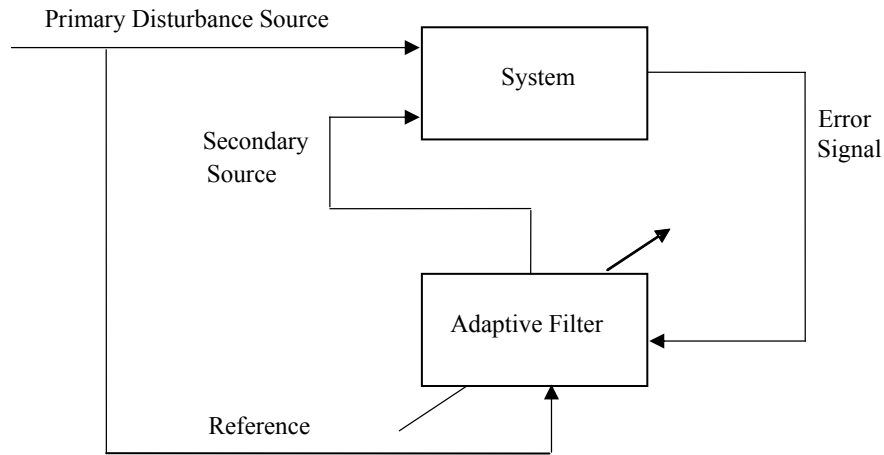 Primary Disturbance Source
System
Secondary
Source
Error
Signal
Adaptive Filter
Reference